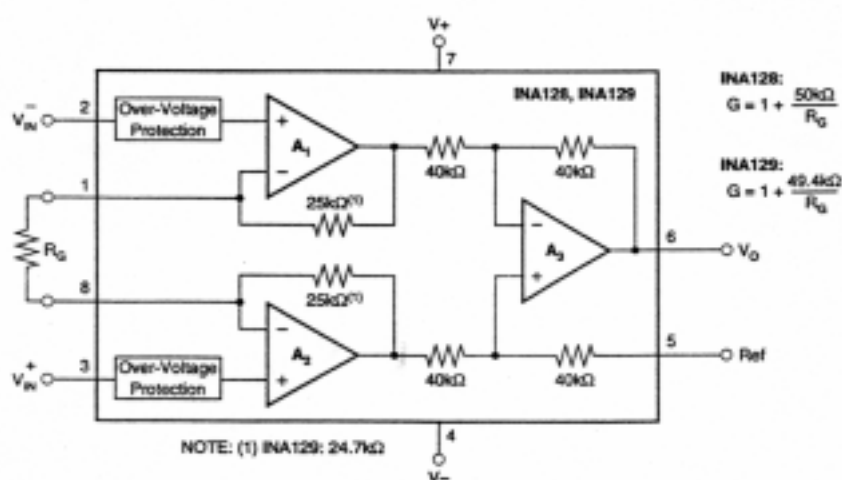 V+
7
INA128, INA129
INA128:
G = 1 + 50kΩ
R_G
INA129:
G = 1 + 49.4kΩ
R_G
V_IN^− 2
Over-Voltage
Protection
+
A₁
−
40kΩ
40kΩ
1
25kΩ⁽¹⁾
R_G
−
A₃
+
6
V_O
8
25kΩ⁽¹⁾
−
A₂
+
5
Ref
V_IN^+ 3
Over-Voltage
Protection
40kΩ
40kΩ
4
NOTE: (1) INA129: 24.7kΩ
V−